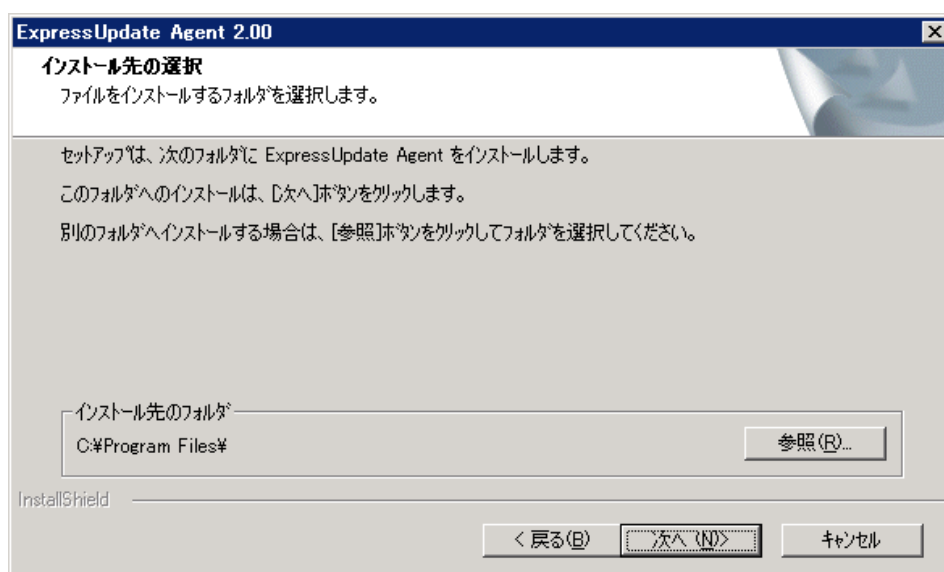 ExpressUpdate Agent 2.00
インストール先の選択
ファイルをインストールするフォルダを選択します。
セットアップは、次のフォルダに ExpressUpdate Agent をインストールします。
このフォルダへのインストールは、[次へ]ボタンをクリックします。
別のフォルダへインストールする場合は、[参照]ボタンをクリックしてフォルダを選択してください。
インストール先のフォルダ
C:¥Program Files¥
参照(R)...
InstallShield
< 戻る(B)
次へ(N)>
キャンセル